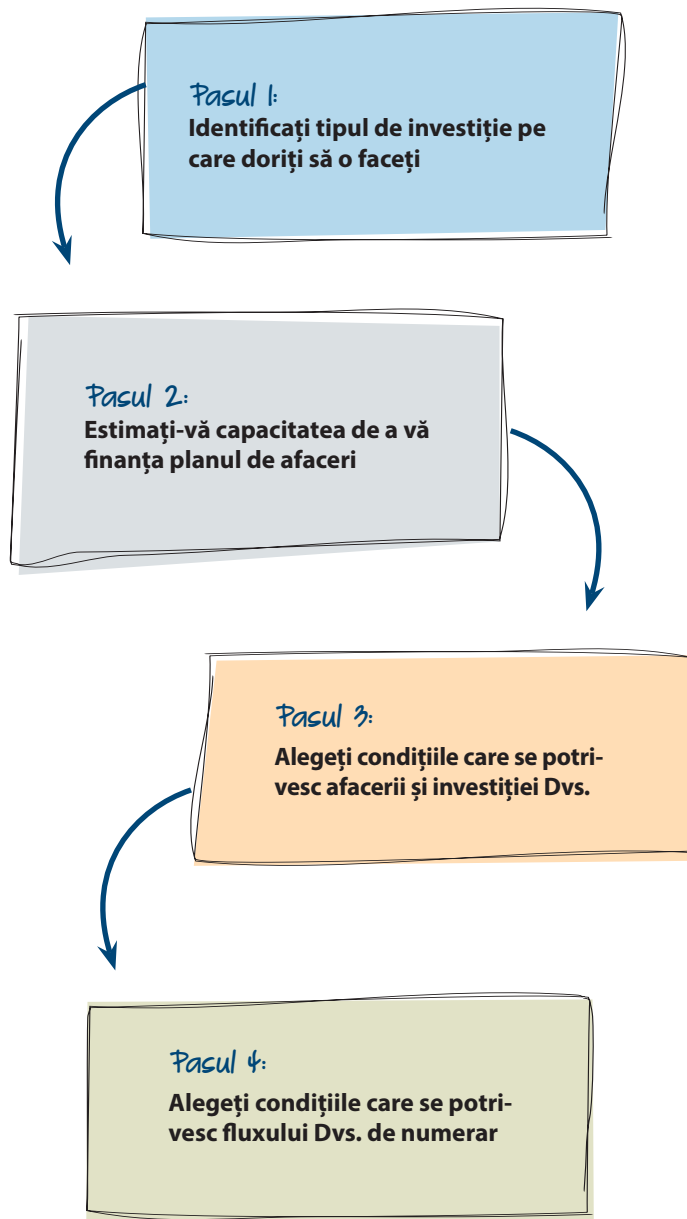 Pasul 1:
Identificați tipul de investiție pe
care doriți să o faceți
Pasul 2:
Estimați-vă capacitatea de a vă
finanța planul de afaceri
Pasul 3:
Alegeți condițiile care se potri-
vesc afacerii și investiției Dvs.
Pasul 4:
Alegeți condițiile care se potri-
vesc fluxului Dvs. de numerar